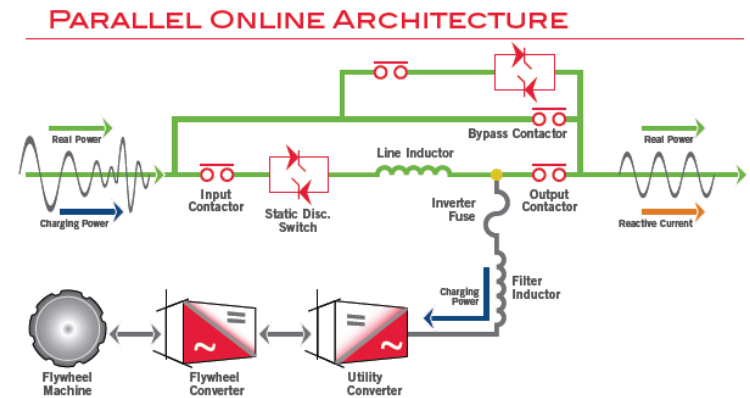 PARALLEL ONLINE ARCHITECTURE
Real Power
Charging Power
Input
Contactor
Static Disc.
Switch
Line Inductor
Bypass Contactor
Inverter
Fuse
Output
Contactor
Real Power
Reactive Current
Charging
Power
Filter
Inductor
Flywheel
Machine
Flywheel
Converter
Utility
Converter